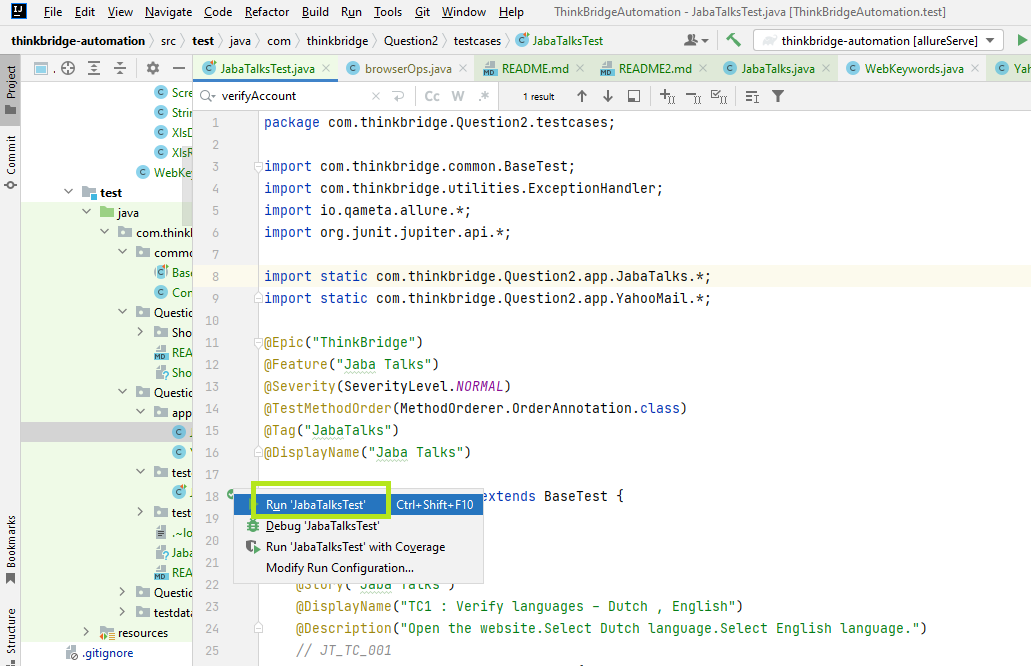 File Edit View Navigate Code Refactor Build Run Tools Git Window Help ThinkBridgeAutomation - JabaTalksTest.java [ThinkBridgeAutomation.test]
thinkbridge-automation src test java com thinkbridge Question2 testcases JabaTalksTest thinkbridge-automation [allureServe]
JabaTalksTest.java browserOps.java README.md README2.md JabaTalks.java WebKeywords.java
verifyAccount Cc W .* 1 result
Project
Commit
Bookmarks
Structure
Scre
Strin
XlsD
XlsR
WebKey
test
java
com.think
commo
Base
Con
Questio
Sho
REA
Sho
Questio
app
test
test
.~lo
Jaba
REA
Questio
testdata
resources
.gitignore
1 package com.thinkbridge.Question2.testcases;
2
3 import com.thinkbridge.common.BaseTest;
4 import com.thinkbridge.utilities.ExceptionHandler;
5 import io.qameta.allure.*;
6 import org.junit.jupiter.api.*;
7
8 import static com.thinkbridge.Question2.app.JabaTalks.*;
9 import static com.thinkbridge.Question2.app.YahooMail.*;
10
11 @Epic("ThinkBridge")
12 @Feature("Jaba Talks")
13 @Severity(SeverityLevel.NORMAL)
14 @TestMethodOrder(MethodOrderer.OrderAnnotation.class)
15 @Tag("JabaTalks")
16 @DisplayName("Jaba Talks")
17
18 extends BaseTest {
19
20
21
22 @Story("Jaba Talks")
23 @DisplayName("TC1 : Verify languages - Dutch , English")
24 @Description("Open the website.Select Dutch language.Select English language.")
25 // JT_TC_001
Run 'JabaTalksTest' Ctrl+Shift+F10
Debug 'JabaTalksTest'
Run 'JabaTalksTest' with Coverage
Modify Run Configuration...